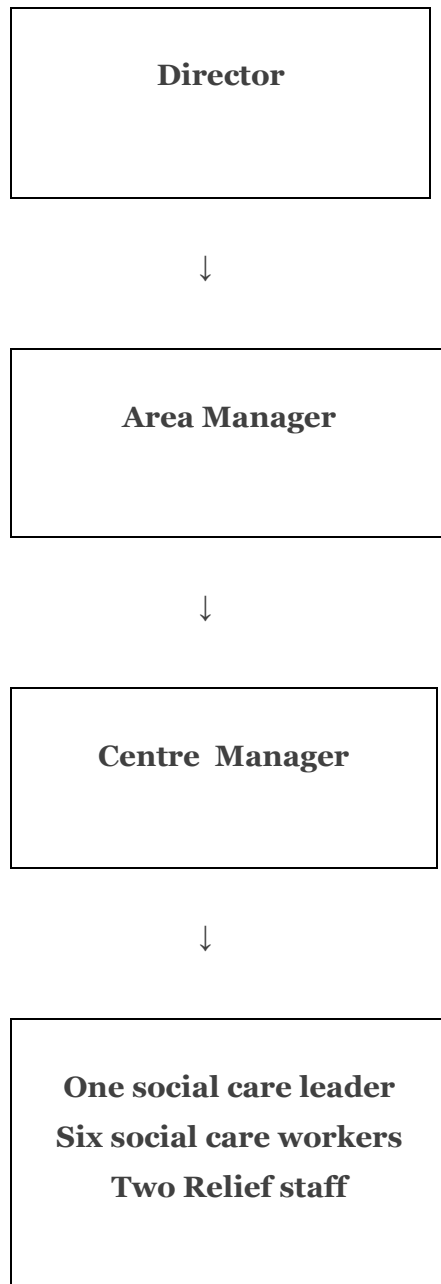 Director
↓
Area Manager
↓
Centre Manager
↓
One social care leader
Six social care workers
Two Relief staff